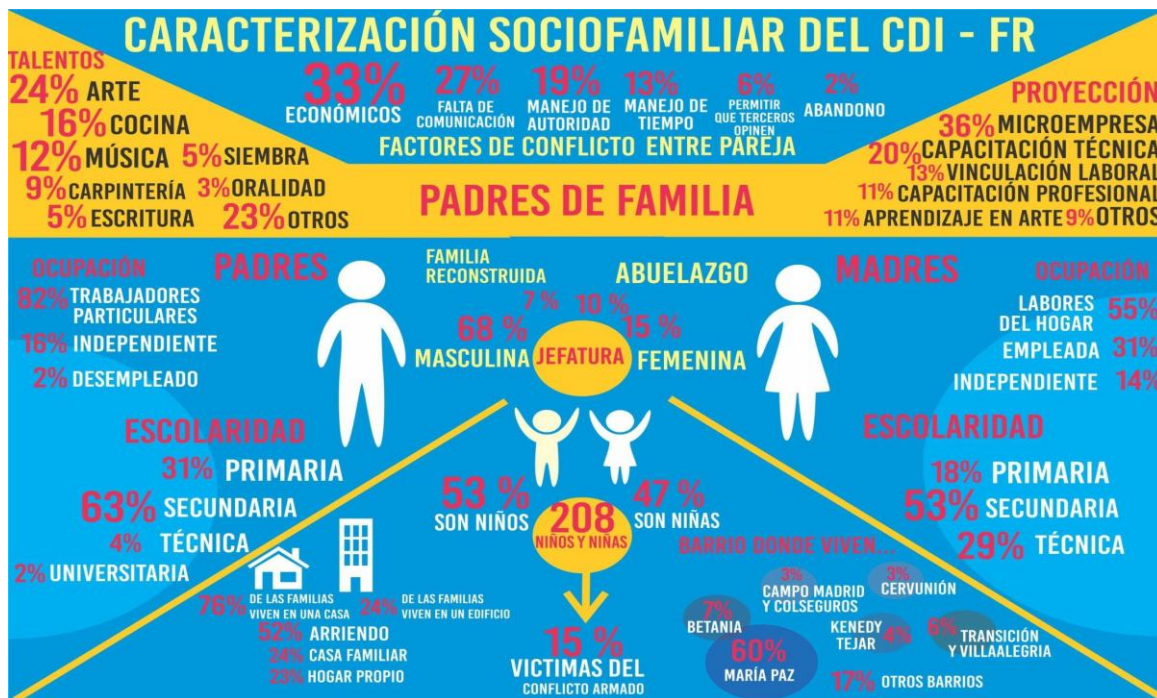 CARACTERIZACIÓN SOCIOFAMILIAR DEL CDI - FR
TALENTOS
24% ARTE
16% COCINA
12% MÚSICA 5% SIEMBRA
9% CARPINTERÍA 3% ORALIDAD
5% ESCRITURA 23% OTROS
33%
ECONÓMICOS
27%
FALTA DE
COMUNICACIÓN
19%
MANEJO DE
AUTORIDAD
13%
MANEJO DE
TIEMPO
6%
PERMITIR
QUE TERCEROS
OPINEN
2%
ABANDONO
FACTORES DE CONFLICTO ENTRE PAREJA
PROYECCIÓN
36% MICROEMPRESA
20% CAPACITACIÓN TÉCNICA
13% VINCULACIÓN LABORAL
11% CAPACITACIÓN PROFESIONAL
11% APRENDIZAJE EN ARTE 9% OTROS
PADRES DE FAMILIA
PADRES
OCUPACIÓN
82% TRABAJADORES
PARTICULARES
16% INDEPENDIENTE
2% DESEMPLEADO
ESCOLARIDAD
31% PRIMARIA
63% SECUNDARIA
4% TÉCNICA
2% UNIVERSITARIA
FAMILIA
RECONSTRUIDA
7 %
ABUELAZGO
10 %
68 %
MASCULINA
JEFATURA
15 %
FEMENINA
MADRES
OCUPACIÓN
LABORES
DEL HOGAR 55%
EMPLEADA 31%
INDEPENDIENTE 14%
ESCOLARIDAD
18% PRIMARIA
53% SECUNDARIA
29% TÉCNICA
53 %
SON NIÑOS
47 %
SON NIÑAS
208
NIÑOS Y NIÑAS
15 %
VICTIMAS DEL
CONFLICTO ARMADO
76% DE LAS FAMILIAS
VIVEN EN UNA CASA
24% DE LAS FAMILIAS
VIVEN EN UN EDIFICIO
52% ARRIENDO
24% CASA FAMILIAR
23% HOGAR PROPIO
BARRIO DONDE VIVEN...
3%
CAMPO MADRID
Y COLSEGUROS
3%
CERVUNIÓN
7%
BETANIA
KENEDY
TEJAR 4%
6% TRANSICIÓN
Y VILLAALEGRIA
60%
MARÍA PAZ
17% OTROS BARRIOS